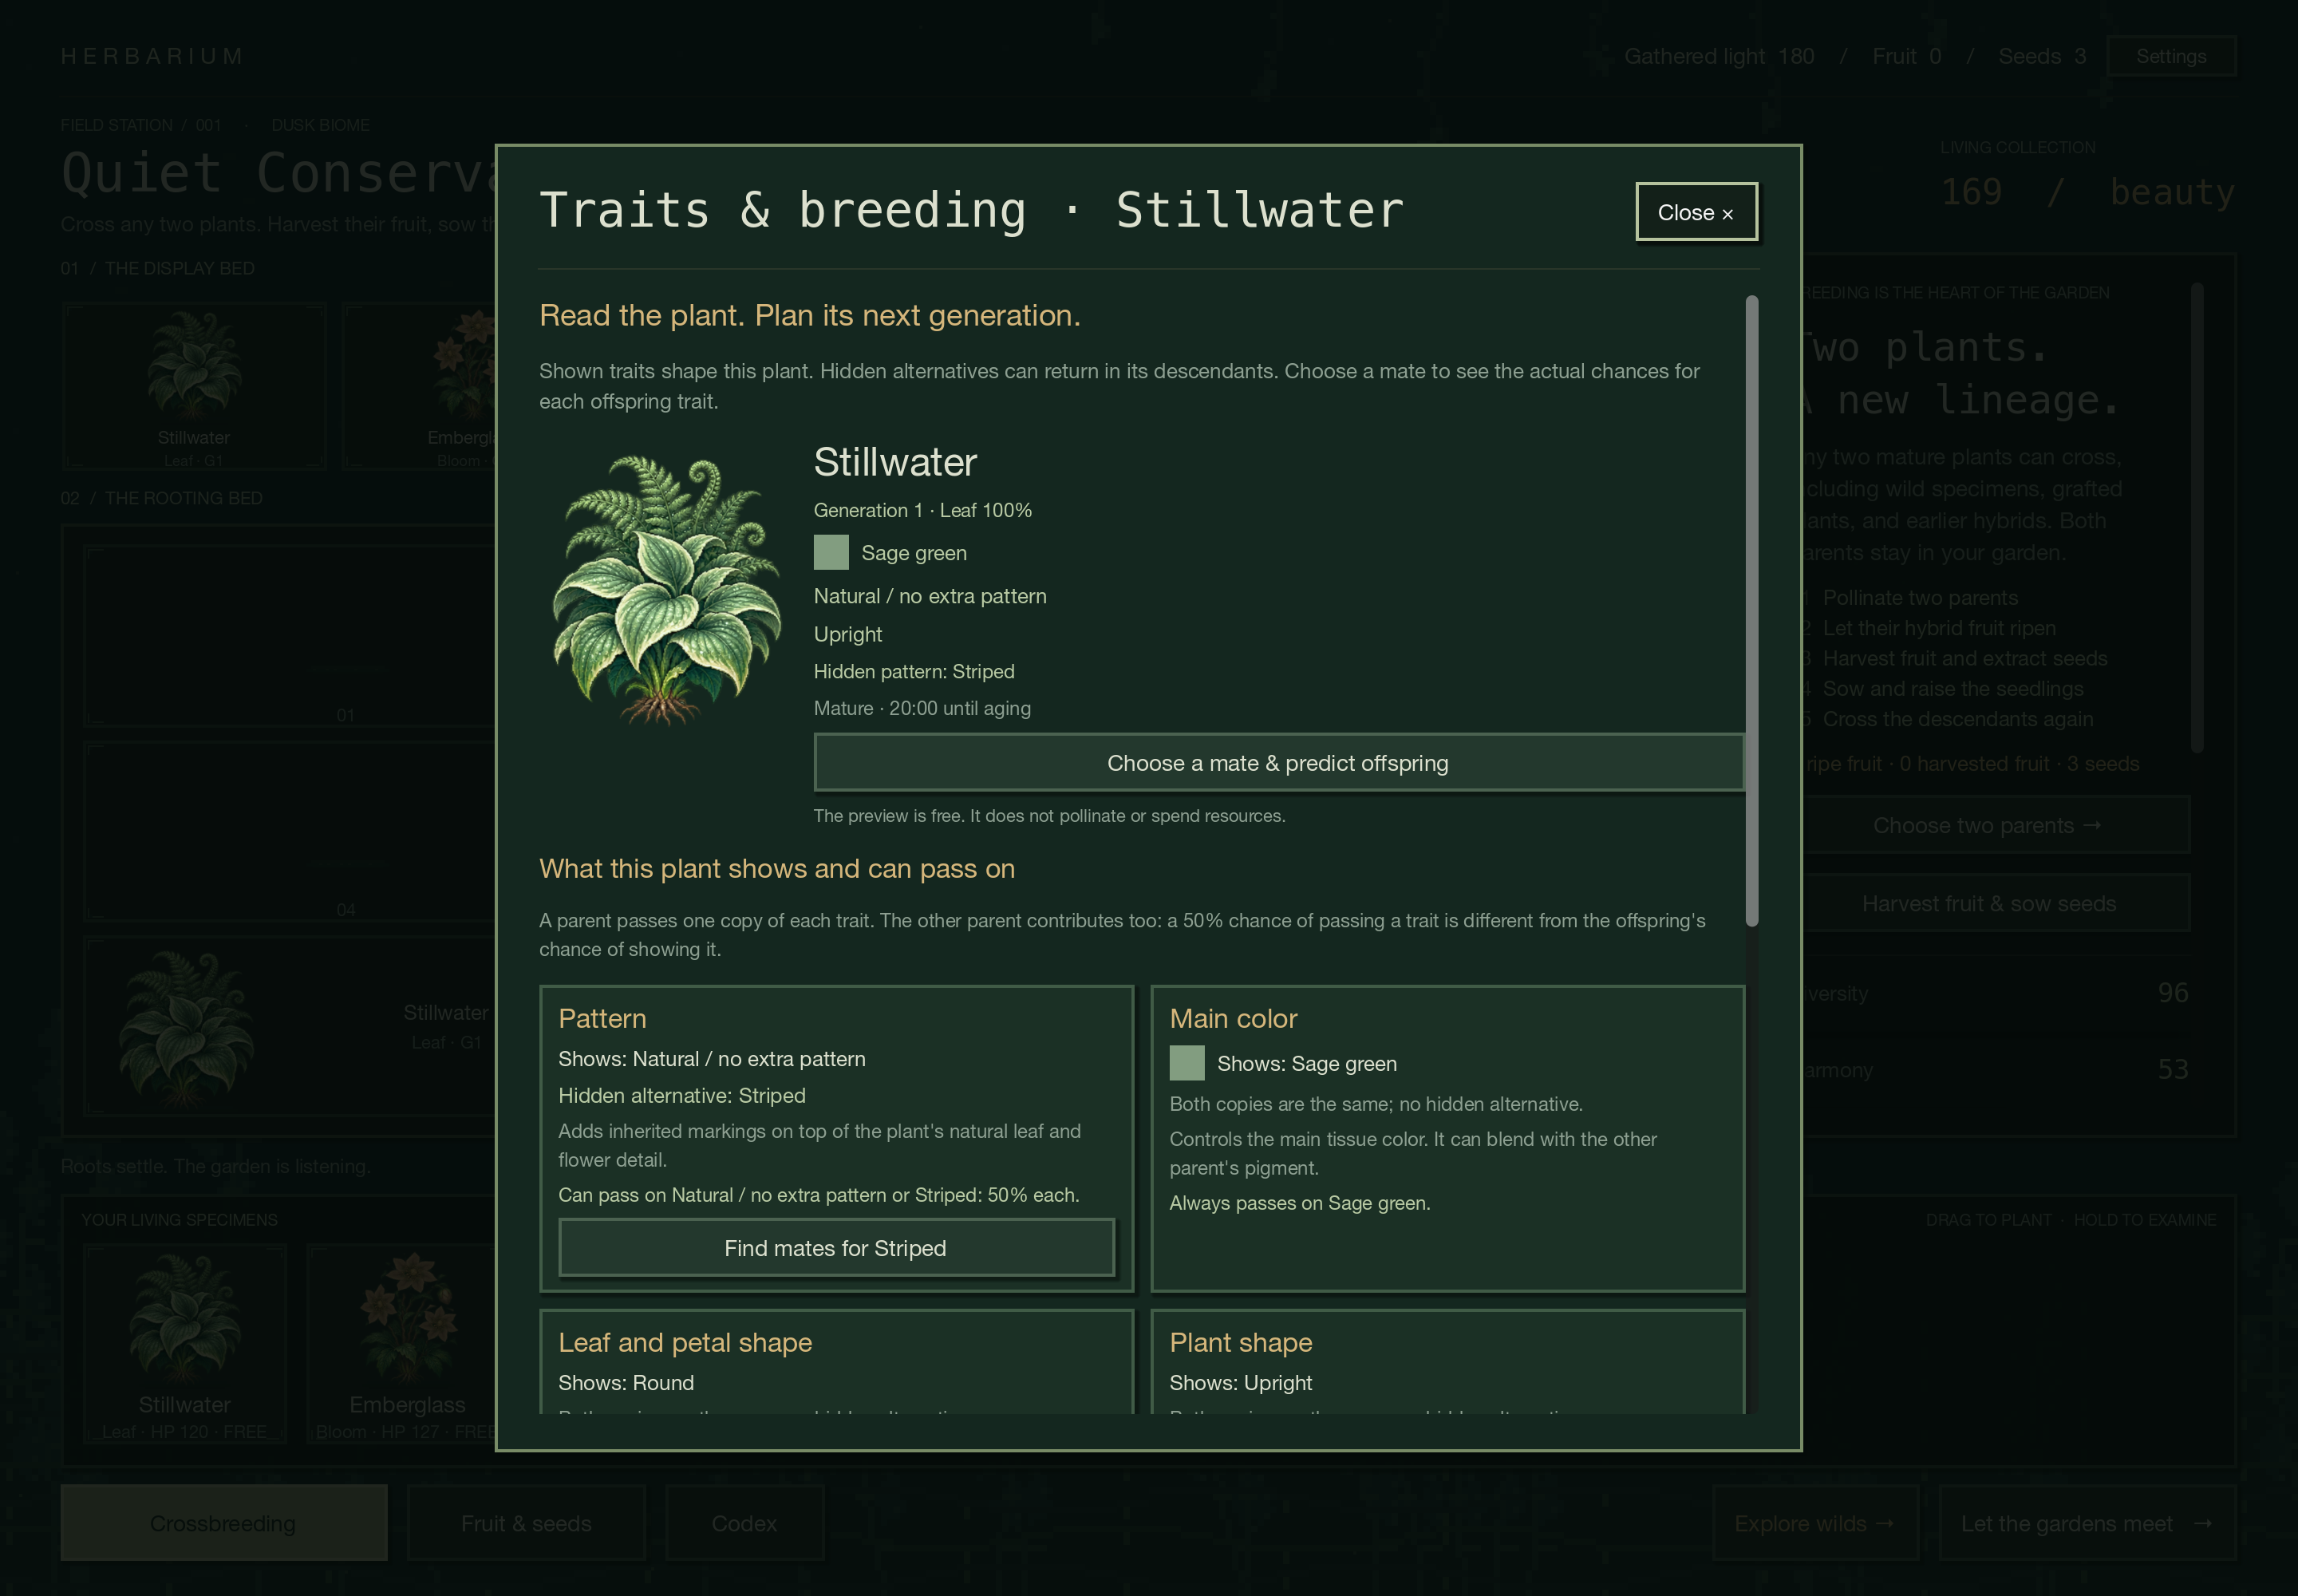 HERBARIUM
Gathered light 180 / Fruit 0 / Seeds 3
Settings
FIELD STATION / 001 · DUSK BIOME
Quiet
Cross any two plants. Harvest their fruit, sow
LIVING COLLECTION
169 / beauty
01 / THE DISPLAY BED
Stillwater
Leaf · G1
Bloom ·
02 / THE ROOTING BED
01
04
Stillwater
Leaf · G1
Roots settle. The garden is listening.
YOUR LIVING SPECIMENS
Stillwater
Leaf · HP 120 · FREE
Emberglass
Bloom · HP 127 · FREE
Traits & breeding · Stillwater
Close ×
Read the plant. Plan its next generation.
Shown traits shape this plant. Hidden alternatives can return in its descendants. Choose a mate to see the actual chances for
each offspring trait.
Stillwater
Generation 1 · Leaf 100%
Sage green
Natural / no extra pattern
Upright
Hidden pattern: Striped
Mature · 20:00 until aging
Choose a mate & predict offspring
The preview is free. It does not pollinate or spend resources.
What this plant shows and can pass on
A parent passes one copy of each trait. The other parent contributes too: a 50% chance of passing a trait is different from the offspring's
chance of showing it.
Pattern
Shows: Natural / no extra pattern
Hidden alternative: Striped
Adds inherited markings on top of the plant's natural leaf and
flower detail.
Can pass on Natural / no extra pattern or Striped: 50% each.
Find mates for Striped
Main color
Shows: Sage green
Both copies are the same; no hidden alternative.
Controls the main tissue color. It can blend with the other
parent's pigment.
Always passes on Sage green.
Leaf and petal shape
Shows: Round
Plant shape
Shows: Upright
IS THE HEART OF THE GARDEN
plants.
new lineage.
two mature plants can cross,
wild specimens, grafted
and earlier hybrids. Both
stay in your garden.
Pollinate two parents
2 Let their hybrid fruit ripen
3 Harvest fruit and extract seeds
4 Sow and raise the seedlings
5 Cross the descendants again
ripe fruit · 0 harvested fruit · 3 seeds
Choose two parents →
Harvest fruit & sow seeds
96
53
DRAG TO PLANT · HOLD TO EXAMINE
Crossbreeding
Fruit & seeds
Codex
Explore wilds →
Let the gardens meet →